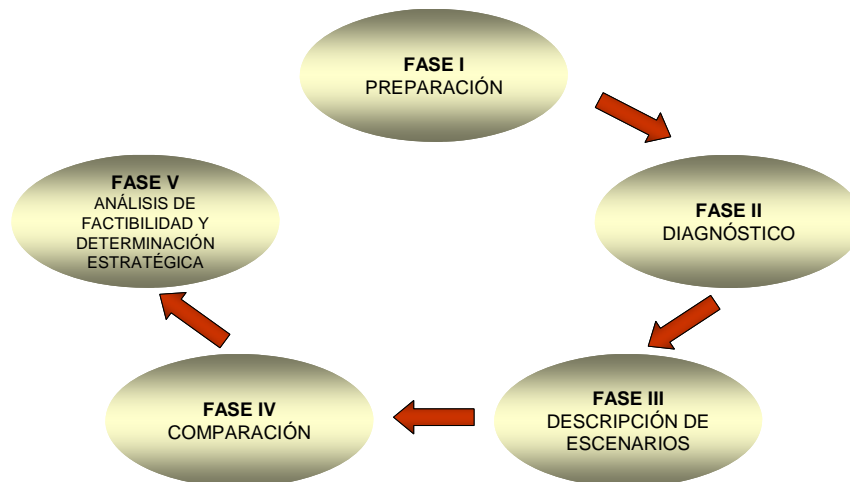 FASE I
PREPARACIÓN
FASE II
DIAGNÓSTICO
FASE III
DESCRIPCIÓN DE
ESCENARIOS
FASE IV
COMPARACIÓN
FASE V
ANÁLISIS DE
FACTIBILIDAD Y
DETERMINACIÓN
ESTRATÉGICA